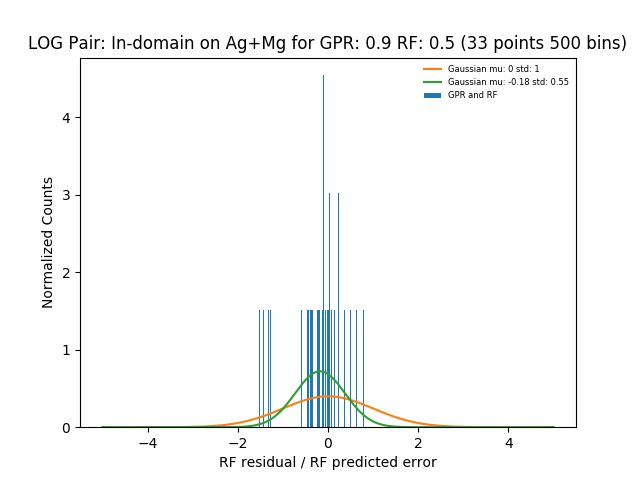 LOG Pair: In-domain on Ag+Mg for GPR: 0.9 RF: 0.5 (33 points 500 bins)
Gaussian mu: 0 std: 1
Gaussian mu: -0.18 std: 0.55
GPR and RF
Normalized Counts
4
3
2
1
0
−4 −2 0 2 4
RF residual / RF predicted error